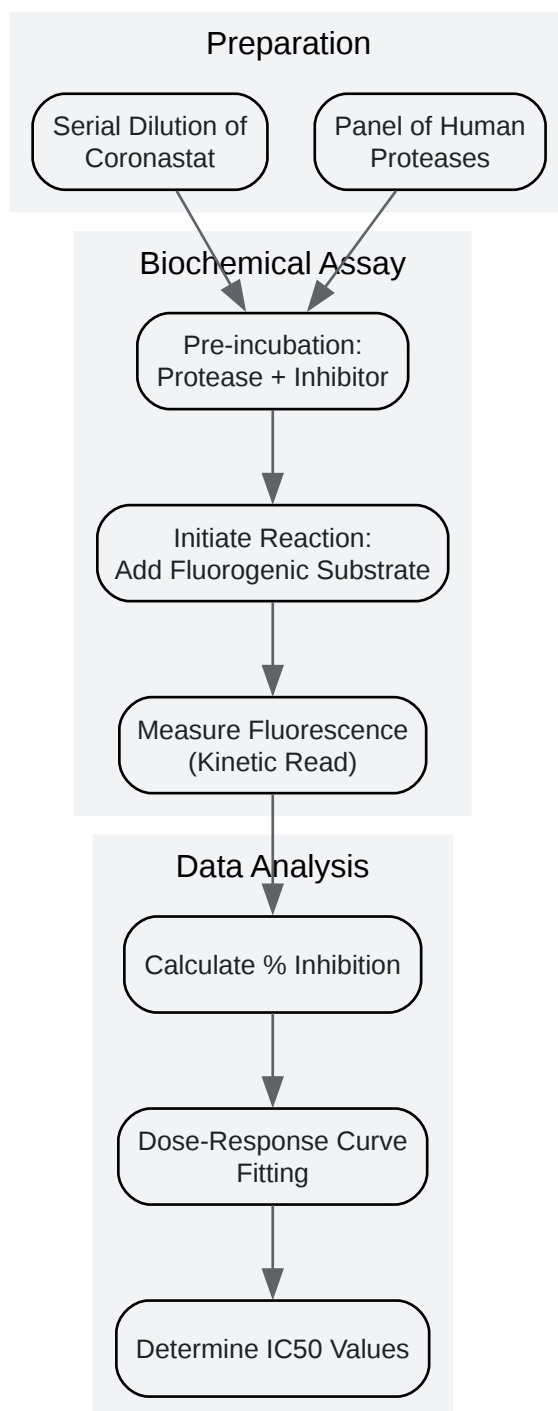 Preparation
Serial Dilution of
Coronastat
Panel of Human
Proteases
Biochemical Assay
Pre-incubation:
Protease + Inhibitor
Initiate Reaction:
Add Fluorogenic Substrate
Measure Fluorescence
(Kinetic Read)
Data Analysis
Calculate % Inhibition
Dose-Response Curve
Fitting
Determine IC50 Values